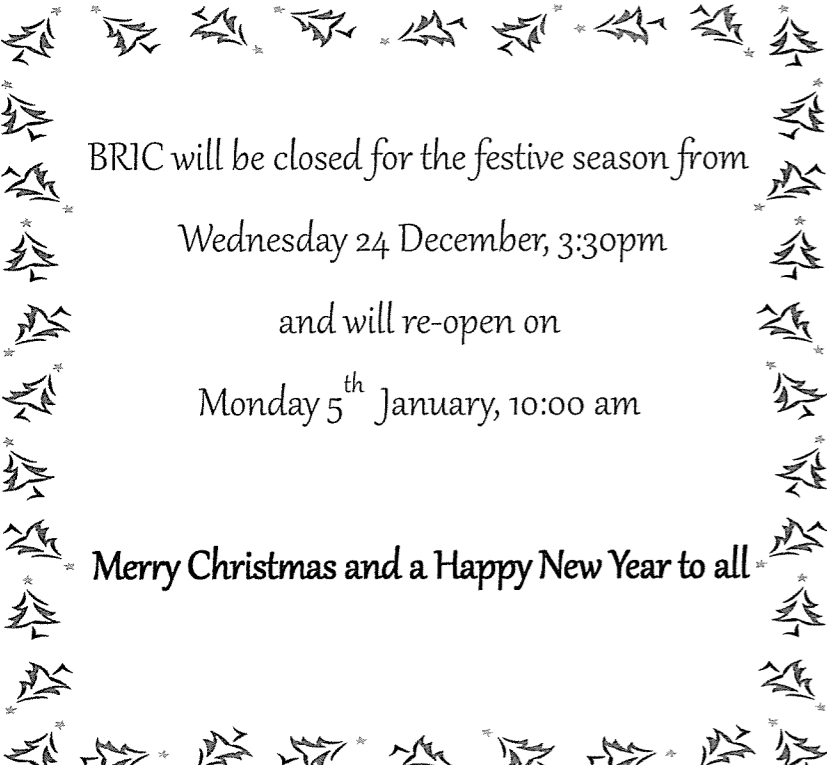 BRIC will be closed for the festive season from
Wednesday 24 December, 3:30pm
and will re-open on
Monday 5th January, 10:00 am
Merry Christmas and a Happy New Year to all